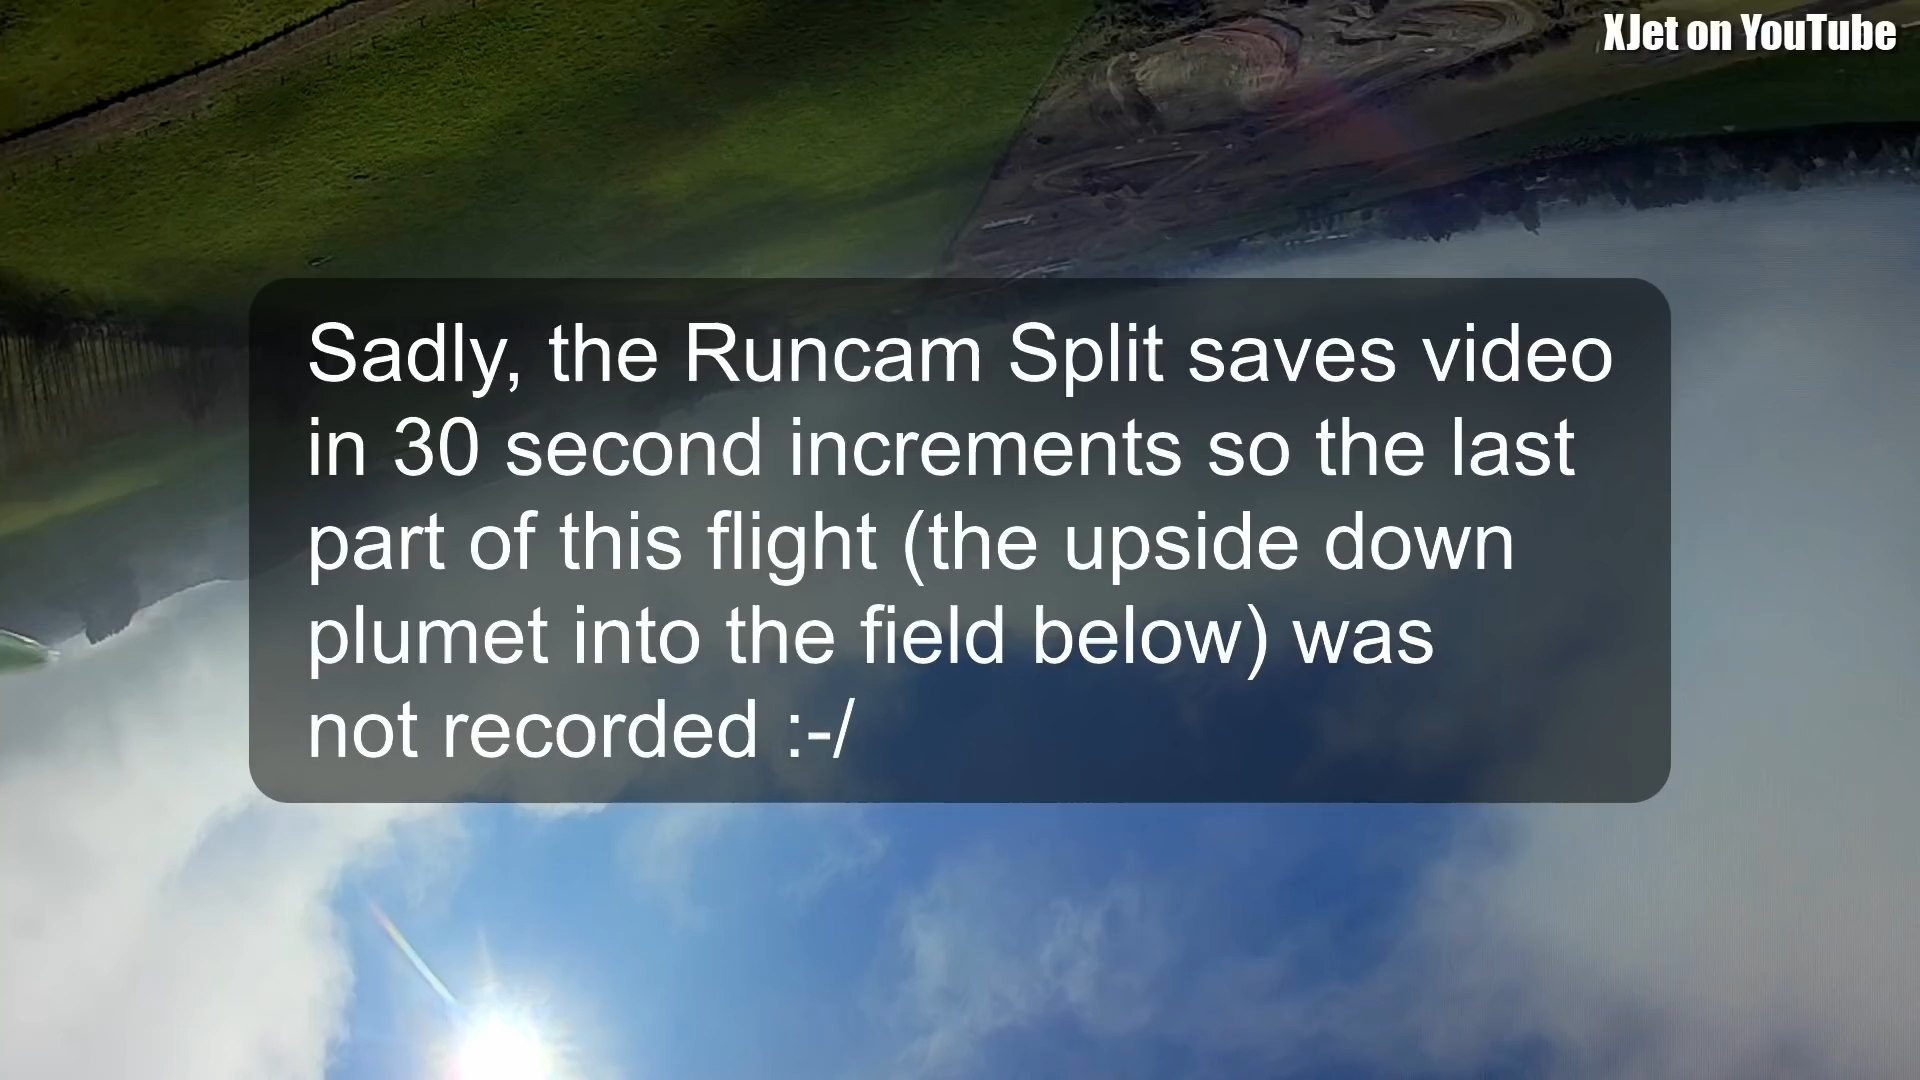 XJet on YouTube
Sadly, the Runcam Split saves video
in 30 second increments so the last
part of this flight (the upside down
plumet into the field below) was
not recorded :-/